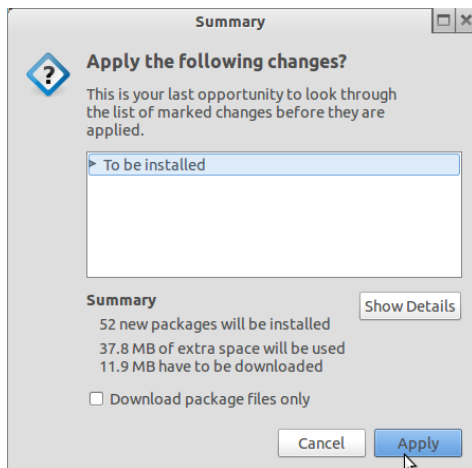 Summary
Apply the following changes?
This is your last opportunity to look through
the list of marked changes before they are
applied.
To be installed
Summary
Show Details
52 new packages will be installed
37.8 MB of extra space will be used
11.9 MB have to be downloaded
Download package files only
Cancel
Apply